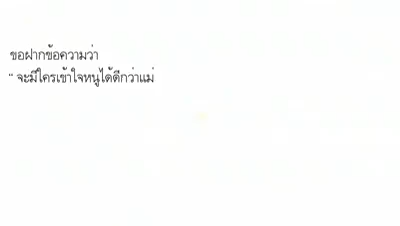 ขอฝากข้อความว่า
“ จะมีใครเข้าใจหนูได้ดีกว่าแม่